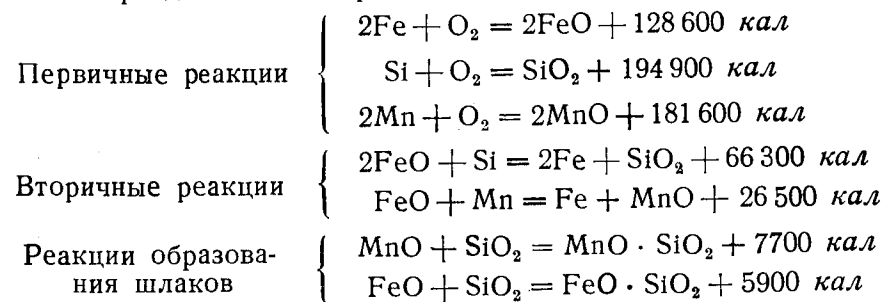 2Fe + O₂ = 2FeO + 128 600 кал
Первичные реакции { Si + O₂ = SiO₂ + 194 900 кал
2Mn + O₂ = 2MnO + 181 600 кал
2FeO + Si = 2Fe + SiO₂ + 66 300 кал
Вторичные реакции {
FeO + Mn = Fe + MnO + 26 500 кал
Реакции образова- { MnO + SiO₂ = MnO · SiO₂ + 7700 кал
ния шлаков FeO + SiO₂ = FeO · SiO₂ + 5900 кал